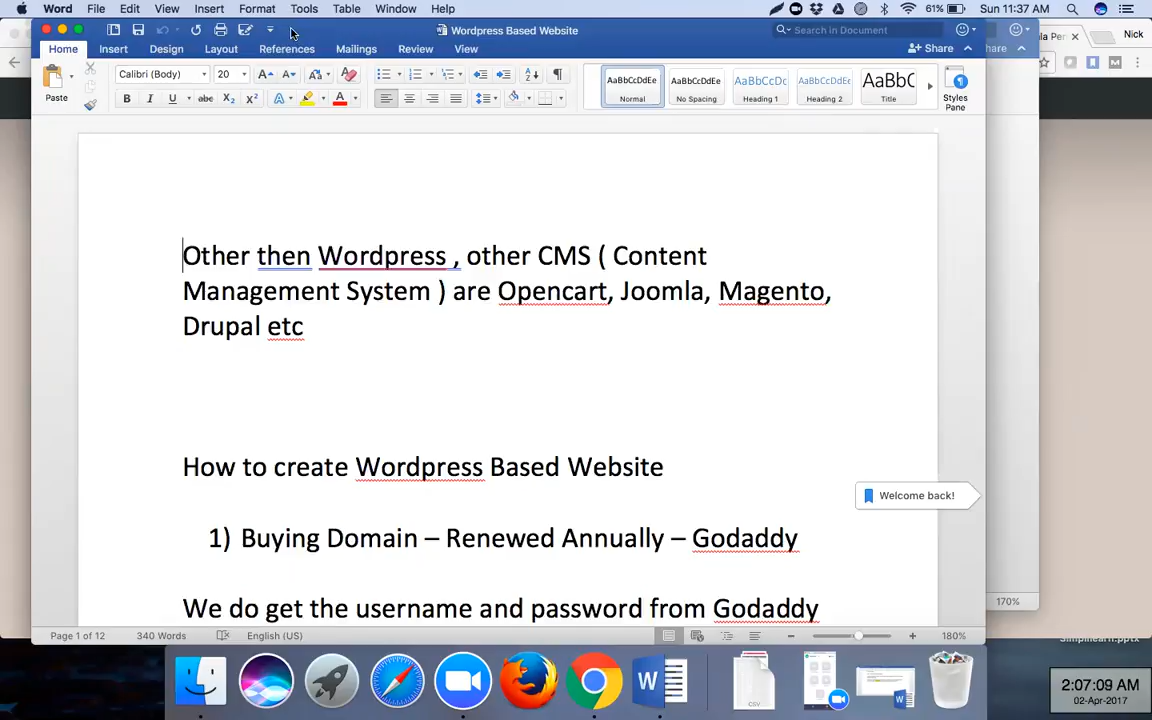 Word File Edit View Insert Format Tools Table Window Help 61% Sun 11:37 AM
Wordpress Based Website Search in Document Nick
Home Insert Design Layout References Mailings Review View Share
Calibri (Body) 20 AaBbCcDdEe AaBbCcDdEe AaBbCcDc AaBbCcDdEe AaBbC
Paste Normal No Spacing Heading 1 Heading 2 Title Styles Pane
Other then Wordpress , other CMS ( Content
Management System ) are Opencart, Joomla, Magento,
Drupal etc
How to create Wordpress Based Website
Welcome back!
1) Buying Domain – Renewed Annually – Godaddy
We do get the username and password from Godaddy
170%
Page 1 of 12 340 Words English (US) 180%
CSV
2:07:09 AM
02-Apr-2017